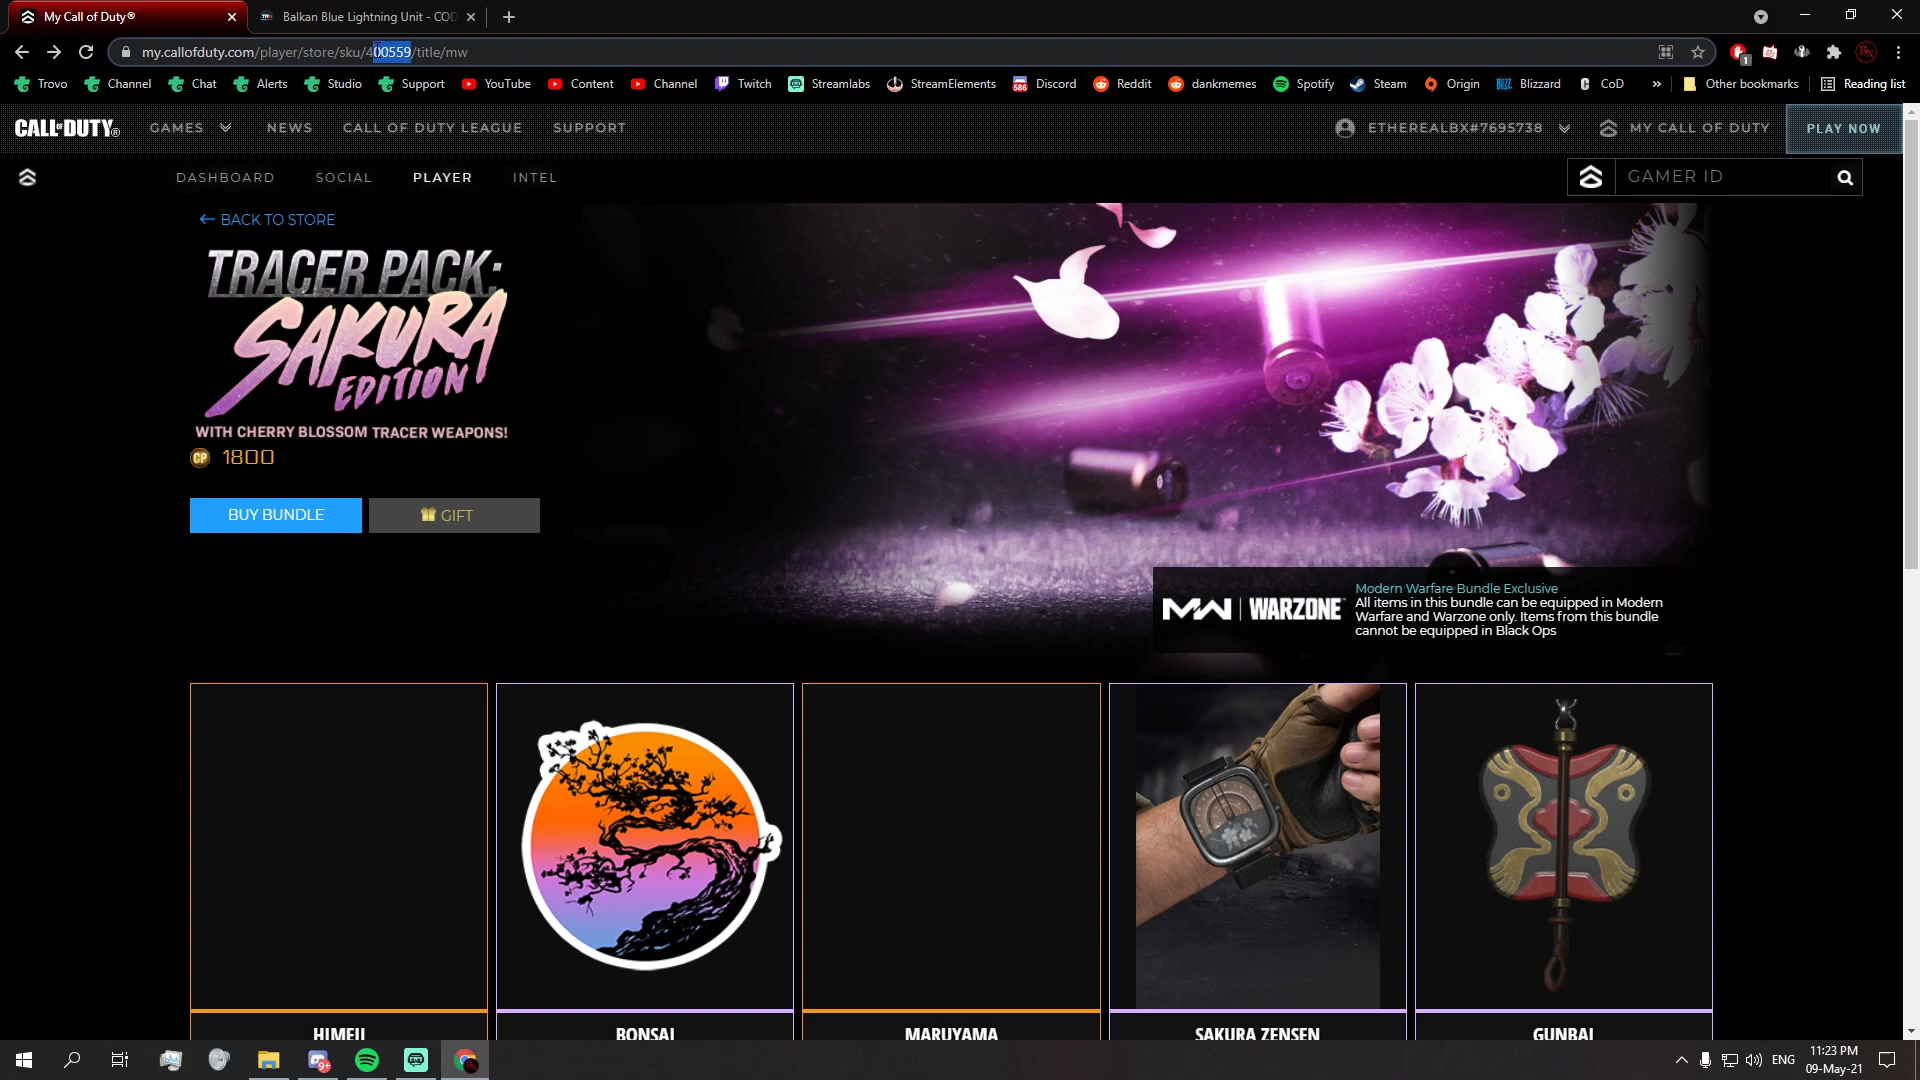 My Call of Duty®
Balkan Blue Lightning Unit - COD
my.callofduty.com/player/store/sku/400559/title/mw
1
Trovo
Channel
Chat
Alerts
Studio
Support
YouTube
Content
Channel
Twitch
Streamlabs
StreamElements
586
Discord
Reddit
dankmemes
Spotify
Steam
Origin
BLIZZ
Blizzard
CoD
»
Other bookmarks
Reading list
CALL OF DUTY®
GAMES
NEWS
CALL OF DUTY LEAGUE
SUPPORT
ETHEREALBX#7695738
MY CALL OF DUTY
PLAY NOW
DASHBOARD
SOCIAL
PLAYER
INTEL
GAMER ID
← BACK TO STORE
TRACER PACK:
SAKURA
EDITION
WITH CHERRY BLOSSOM TRACER WEAPONS!
CP 1800
BUY BUNDLE
GIFT
MW | WARZONE
Modern Warfare Bundle Exclusive
All items in this bundle can be equipped in Modern
Warfare and Warzone only. Items from this bundle
cannot be equipped in Black Ops
HIMEJI
BONSAI
MARUYAMA
SAKURA ZENSEN
GUNBAI
9+
ENG
11:23 PM
09-May-21